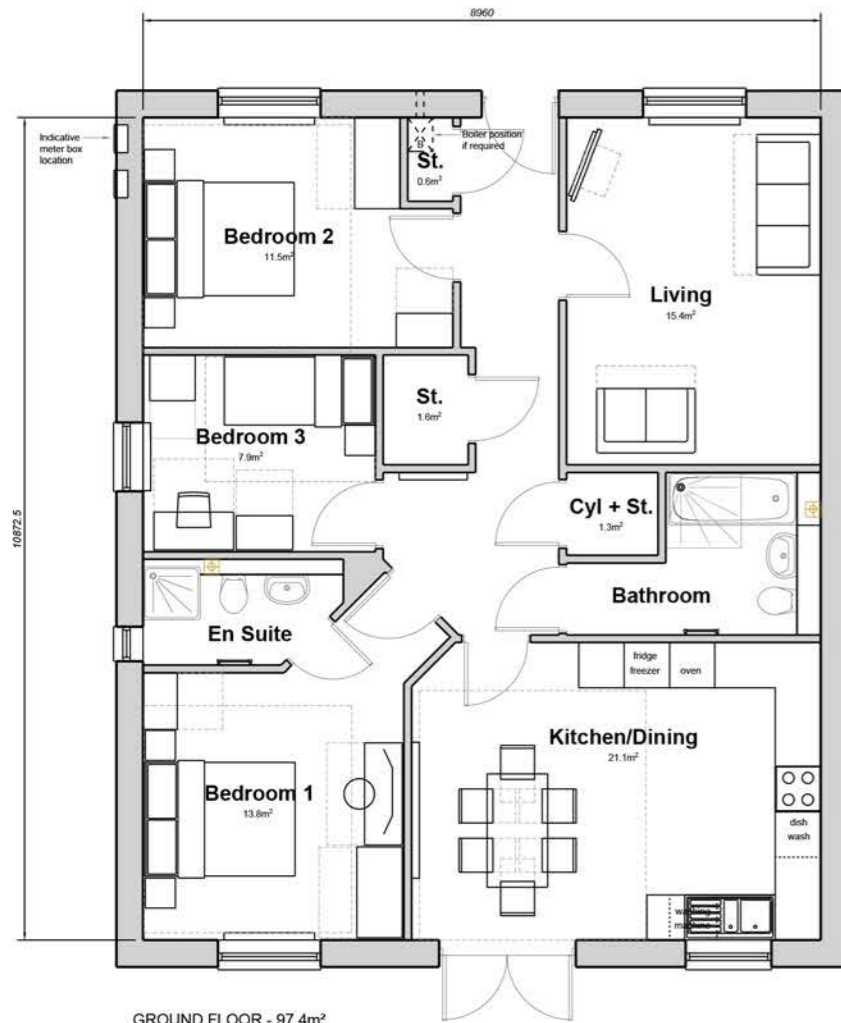 8960
10872.5
Indicative
meter box
location
Boiler position
if required
B
St.
0.6m²
Bedroom 2
11.5m²
Living
15.4m²
St.
1.6m²
Bedroom 3
7.9m²
Cyl + St.
1.3m²
Bathroom
En Suite
fridge
freezer
oven
Kitchen/Dining
21.1m²
Bedroom 1
13.8m²
dish
wash
washing
machine
GROUND FLOOR - 97.4m²